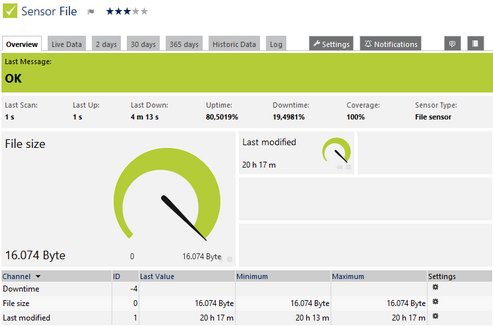 Sensor File
Overview Live Data 2 days 30 days 365 days Historic Data Log Settings Notifications
Last Message:
OK
Last Scan: Last Up: Last Down: Uptime: Downtime: Coverage: Sensor Type:
1 s 1 s 4 m 13 s 80,5019% 19,4981% 100% File sensor
File size
Last modified
20 h 17 m
16.074 Byte
0 16.074 Byte
Channel ID Last Value Minimum Maximum Settings
Downtime -4
File size 0 16.074 Byte 16.074 Byte 16.074 Byte
Last modified 1 20 h 17 m 20 h 13 m 20 h 17 m